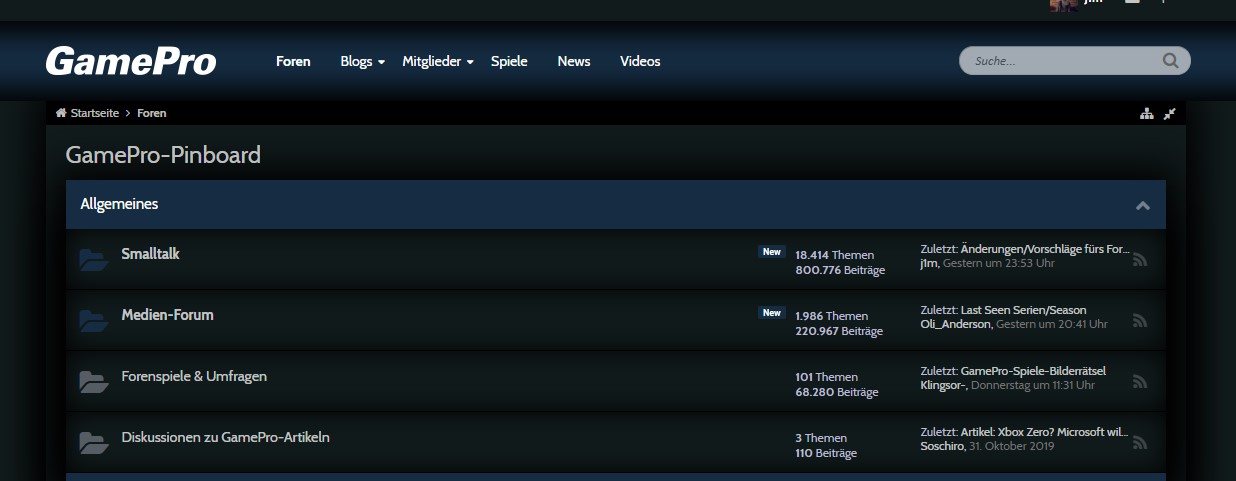 GamePro Foren Blogs Mitglieder Spiele News Videos Suche...
Startseite > Foren
GamePro-Pinboard
Allgemeines
Smalltalk
New
18.414 Themen
800.776 Beiträge
Zuletzt: Änderungen/Vorschläge fürs For...
j1m, Gestern um 23:53 Uhr
Medien-Forum
New
1.986 Themen
220.967 Beiträge
Zuletzt: Last Seen Serien/Season
Oli_Anderson, Gestern um 20:41 Uhr
Forenspiele & Umfragen
101 Themen
68.280 Beiträge
Zuletzt: GamePro-Spiele-Bilderrätsel
Klingsor-, Donnerstag um 11:31 Uhr
Diskussionen zu GamePro-Artikeln
3 Themen
110 Beiträge
Zuletzt: Artikel: Xbox Zero? Microsoft wil...
Soschiro, 31. Oktober 2019